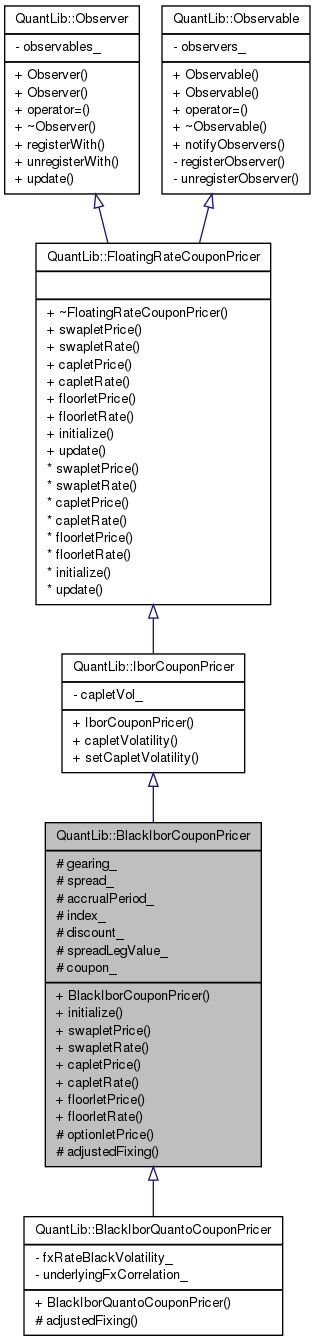 QuantLib::Observer
- observables_
+ Observer()
+ Observer()
+ operator=()
+ ~Observer()
+ registerWith()
+ unregisterWith()
+ update()
QuantLib::Observable
- observers_
+ Observable()
+ Observable()
+ operator=()
+ ~Observable()
+ notifyObservers()
- registerObserver()
- unregisterObserver()
QuantLib::FloatingRateCouponPricer
+ ~FloatingRateCouponPricer()
+ swapletPrice()
+ swapletRate()
+ capletPrice()
+ capletRate()
+ floorletPrice()
+ floorletRate()
+ initialize()
+ update()
* swapletPrice()
* swapletRate()
* capletPrice()
* capletRate()
* floorletPrice()
* floorletRate()
* initialize()
* update()
QuantLib::IborCouponPricer
- capletVol_
+ IborCouponPricer()
+ capletVolatility()
+ setCapletVolatility()
QuantLib::BlackIborCouponPricer
# gearing_
# spread_
# accrualPeriod_
# index_
# discount_
# spreadLegValue_
# coupon_
+ BlackIborCouponPricer()
+ initialize()
+ swapletPrice()
+ swapletRate()
+ capletPrice()
+ capletRate()
+ floorletPrice()
+ floorletRate()
# optionletPrice()
# adjustedFixing()
QuantLib::BlackIborQuantoCouponPricer
- fxRateBlackVolatility_
- underlyingFxCorrelation_
+ BlackIborQuantoCouponPricer()
# adjustedFixing()